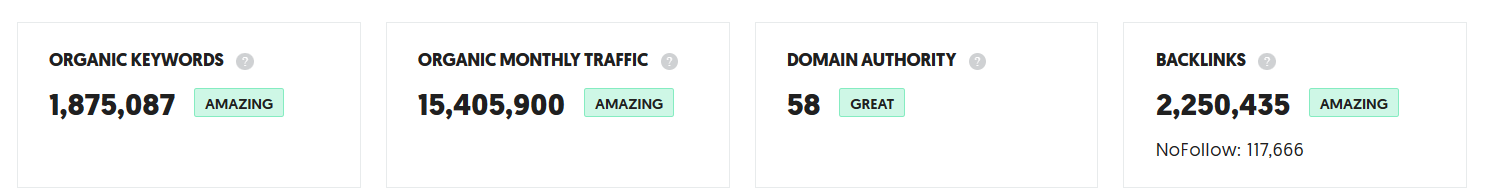 ORGANIC KEYWORDS ?
1,875,087 AMAZING
ORGANIC MONTHLY TRAFFIC ?
15,405,900 AMAZING
DOMAIN AUTHORITY ?
58 GREAT
BACKLINKS ?
2,250,435 AMAZING
NoFollow: 117,666